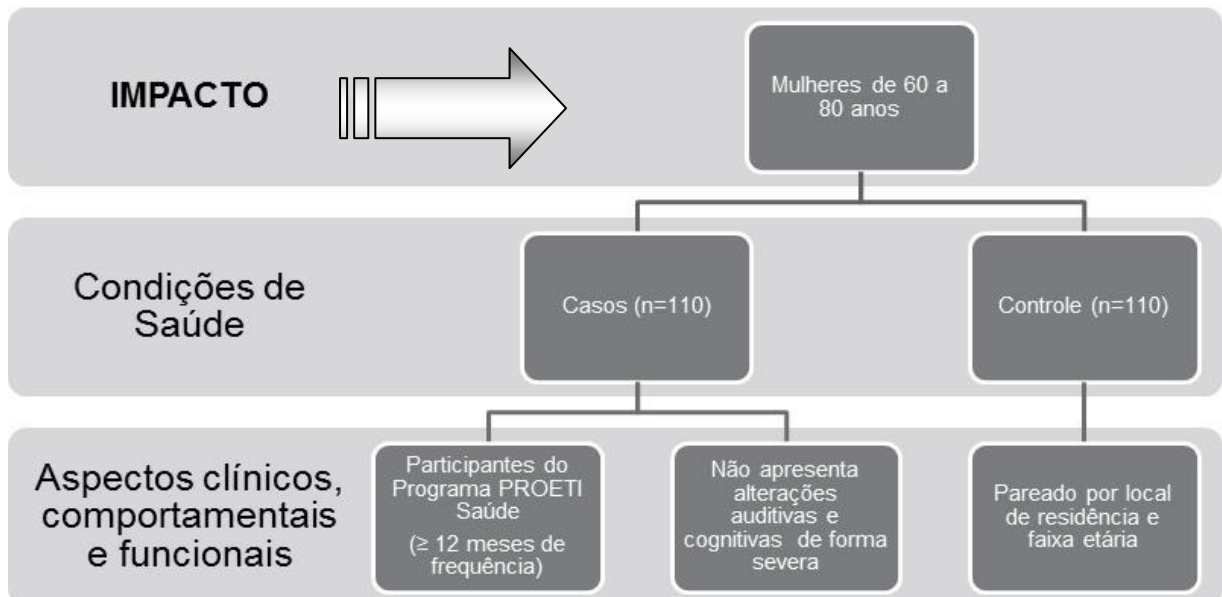 IMPACTO
Mulheres de 60 a
80 anos
Condições de
Saúde
Casos (n=110)
Controle (n=110)
Aspectos clínicos,
comportamentais
e funcionais
Participantes do
Programa PROETI
Saúde
(≥ 12 meses de
frequência)
Não apresenta
alterações
auditivas e
cognitivas de forma
severa
Pareado por local
de residência e
faixa etária